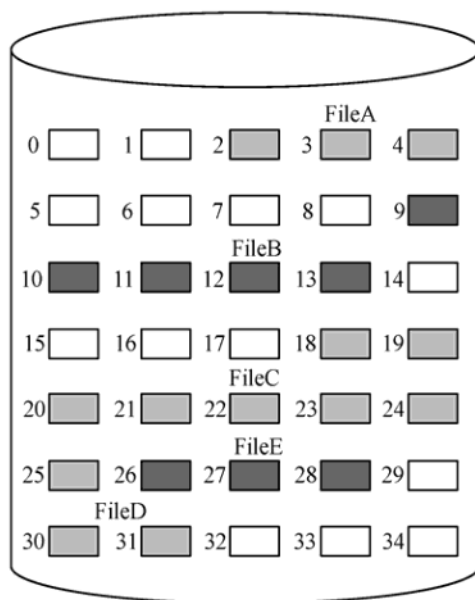 FileA
0 1 2 3 4
5 6 7 8 9
FileB
10 11 12 13 14
15 16 17 18 19
FileC
20 21 22 23 24
FileE
25 26 27 28 29
FileD
30 31 32 33 34